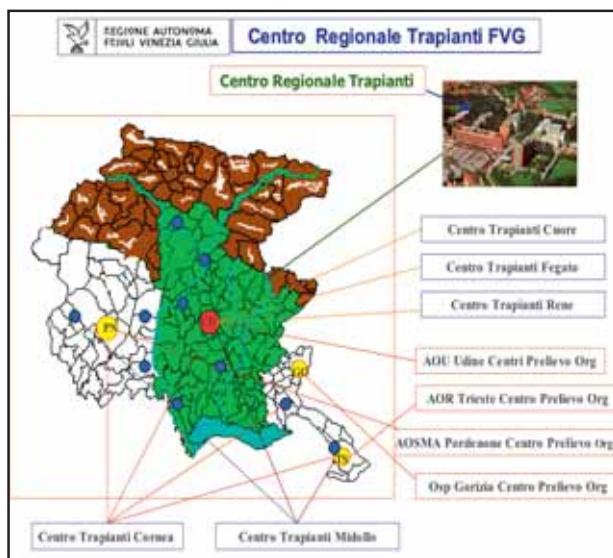 REGIONE AUTONOMA
FRIULI VENEZIA GIULIA
Centro Regionale Trapianti FVG
Centro Regionale Trapianti
Centro Trapianti Cuore
Centro Trapianti Fegato
Centro Trapianti Rene
PN
GO
AOU Udine Centri Prelievo Org
AOR Trieste Centro Prelievo Org
AOSMA Pordenone Centro Prelievo Org
TS
Osp Gorizia Centro Prelievo Org
Centro Trapianti Cornea
Centro Trapianti Midollo